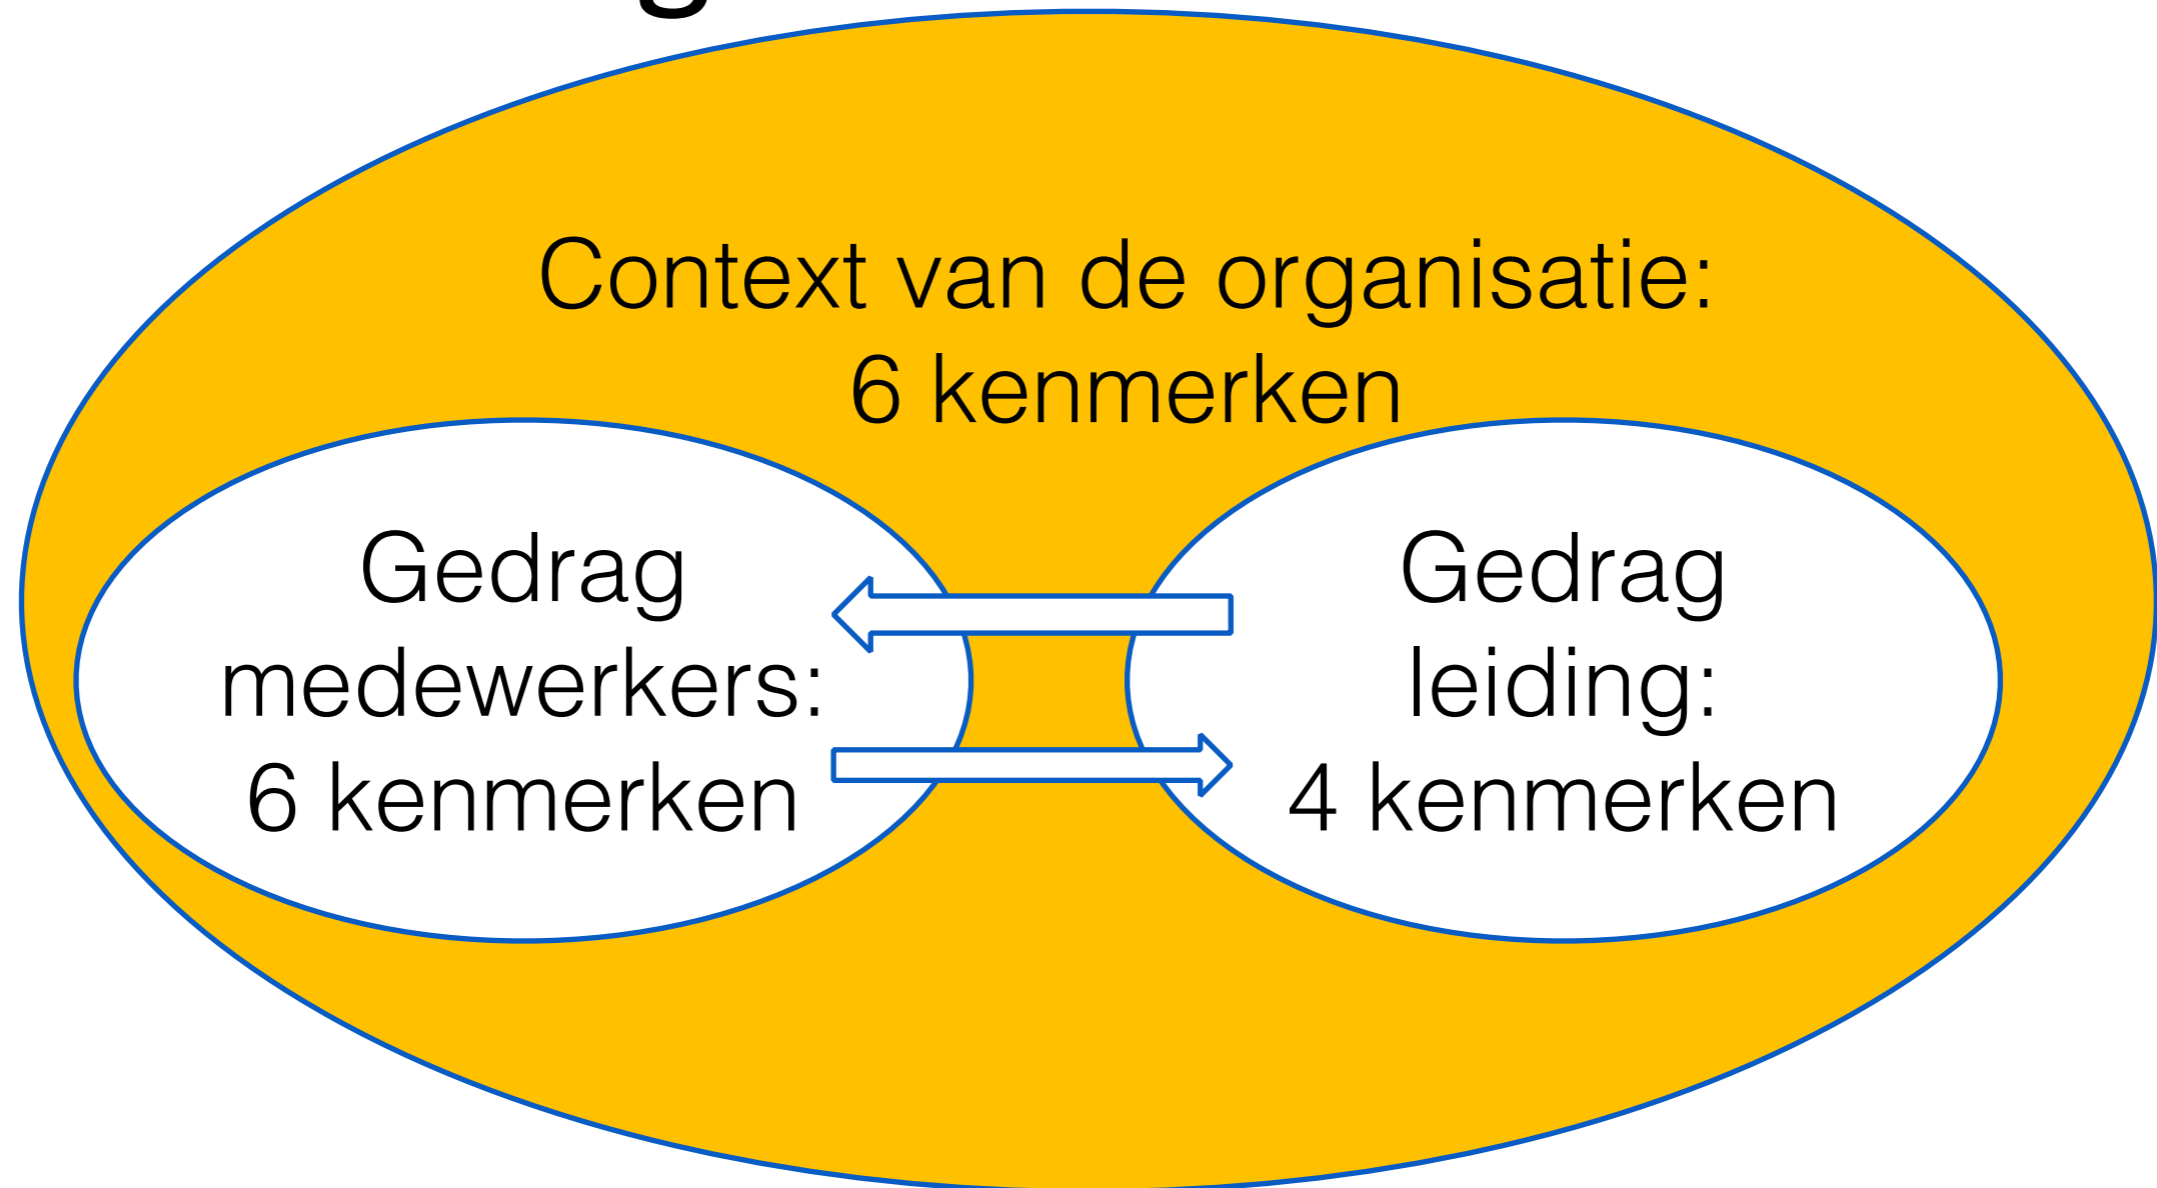 Context van de organisatie:
6 kenmerken
Gedrag
medewerkers:
6 kenmerken
Gedrag
leiding:
4 kenmerken